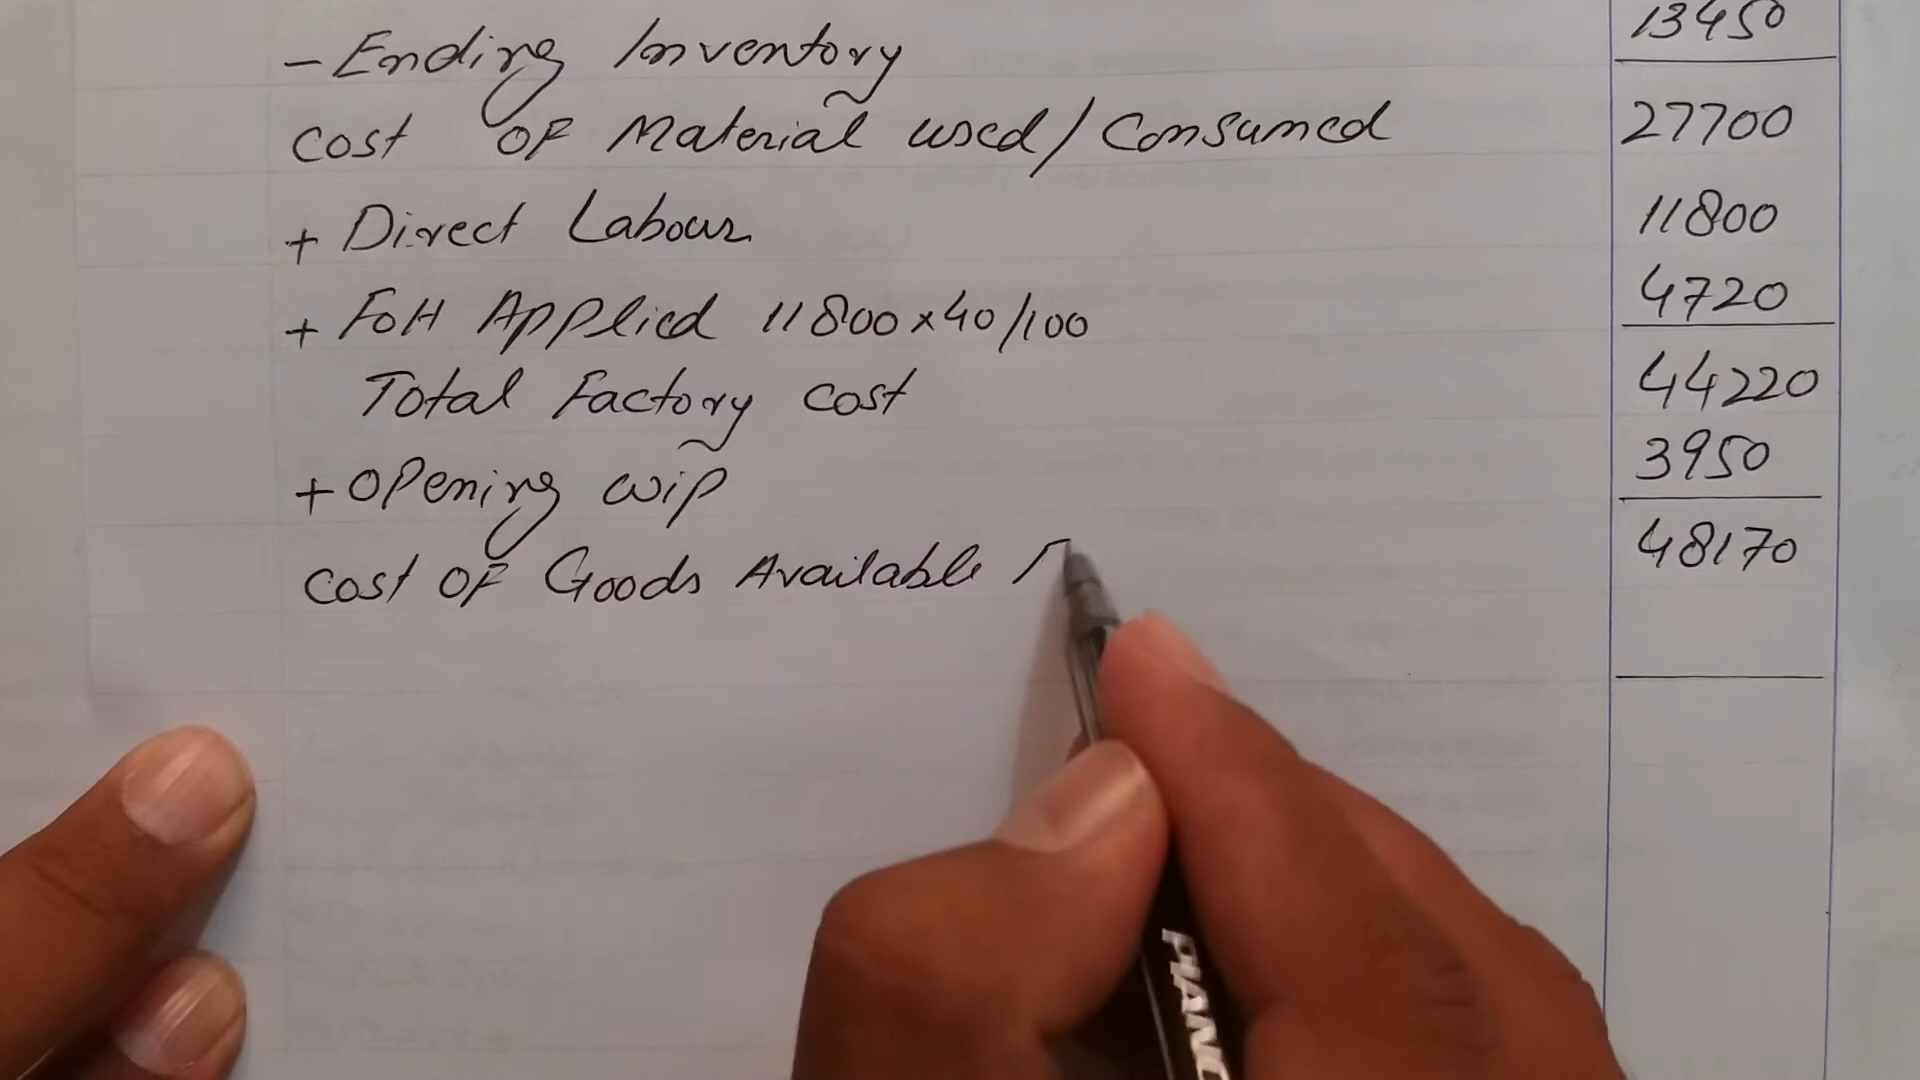 - Ending Inventory 13450
Cost OF Material used/Consumed 27700
+ Direct Labour 11800
+ FOH Applied 11800x40/100 4720
Total Factory Cost 44220
+ Opening WIP 3950
Cost OF Goods Available 48170
PIANO